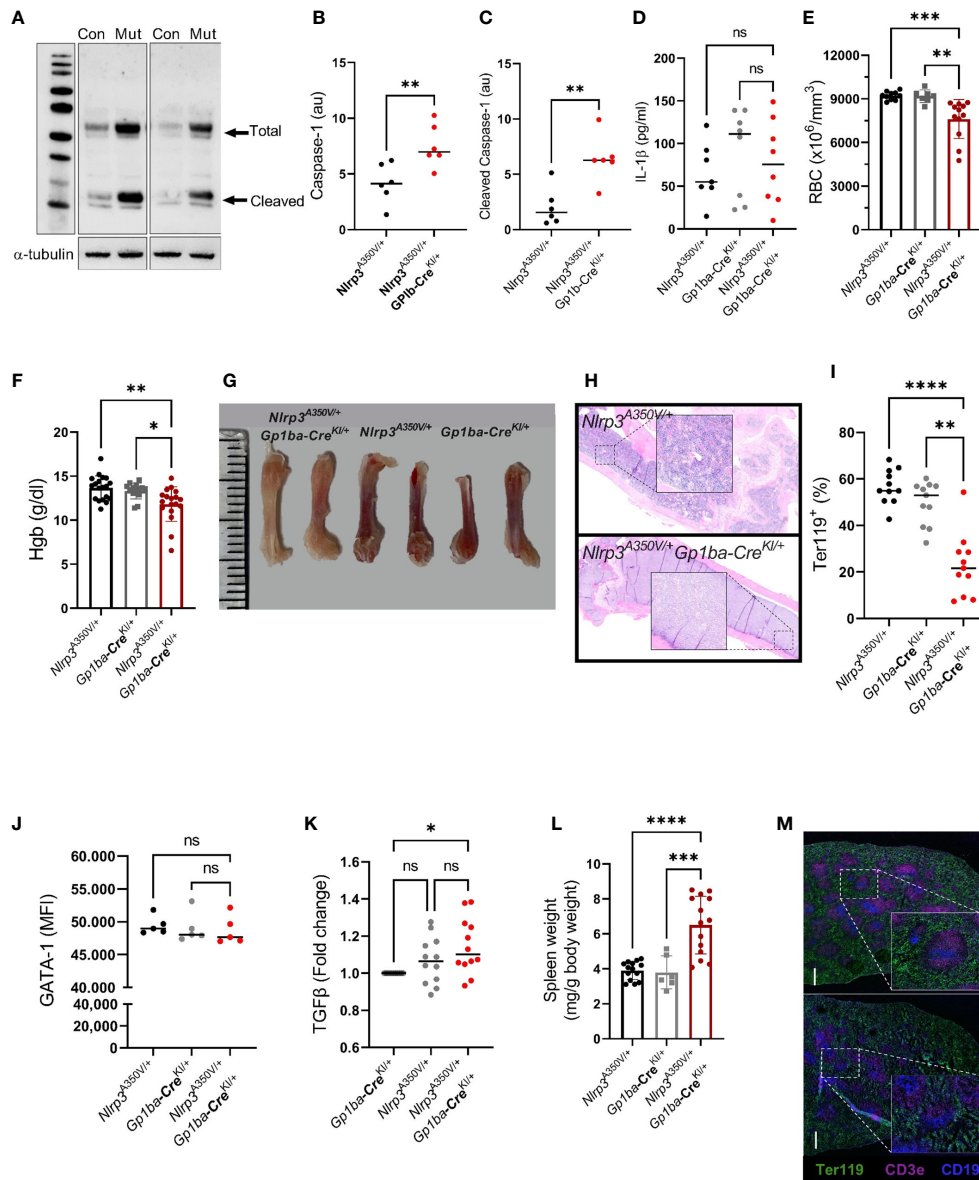 A
Con Mut Con Mut
Total
Cleaved
α-tubulin
B
Caspase-1 (au)
15
10
5
0
**
Nlrp3A350V/+
Nlrp3A350V/+
GPIb-CreKI/+
C
Cleaved Caspase-1 (au)
15
10
5
0
**
Nlrp3A350V/+
Nlrp3A350V/+
Gp1b-CreKI/+
D
IL-1β (pg/ml)
200
150
100
50
0
ns
ns
Nlrp3A350V/+
Gp1ba-CreKI/+
Nlrp3A350V/+
Gp1ba-CreKI/+
E
RBC (x10⁶/mm³)
12000
9000
6000
3000
0
***
**
Nlrp3A350V/+
Gp1ba-CreKI/+
Nlrp3A350V/+
Gp1ba-CreKI/+
F
Hgb (g/dl)
20
15
10
5
0
**
*
Nlrp3A350V/+
Gp1ba-CreKI/+
Nlrp3A350V/+
Gp1ba-CreKI/+
G
Nlrp3A350V/+
Gp1ba-CreKI/+ Nlrp3A350V/+ Gp1ba-CreKI/+
H
Nlrp3A350V/+
Nlrp3A350V/+Gp1ba-CreKI/+
I
Ter119+ (%)
80
60
40
20
0
****
**
Nlrp3A350V/+
Gp1ba-CreKI/+
Nlrp3A350V/+
Gp1ba-CreKI/+
J
GATA-1 (MFI)
60.000
55.000
50.000
45.000
40.000
40,000
20,000
0
ns
ns
Nlrp3A350V/+
Gp1ba-CreKI/+
Nlrp3A350V/+
Gp1ba-CreKI/+
K
TGFβ (Fold change)
1.6
1.4
1.2
1.0
0.8
0.6
*
ns
ns
Gp1ba-CreKI/+
Nlrp3A350V/+
Nlrp3A350V/+
Gp1ba-CreKI/+
L
Spleen weight
(mg/g body weight)
10
8
6
4
2
0
****
***
Nlrp3A350V/+
Gp1ba-CreKI/+
Nlrp3A350V/+
Gp1ba-CreKI/+
M
Ter119 CD3e CD19